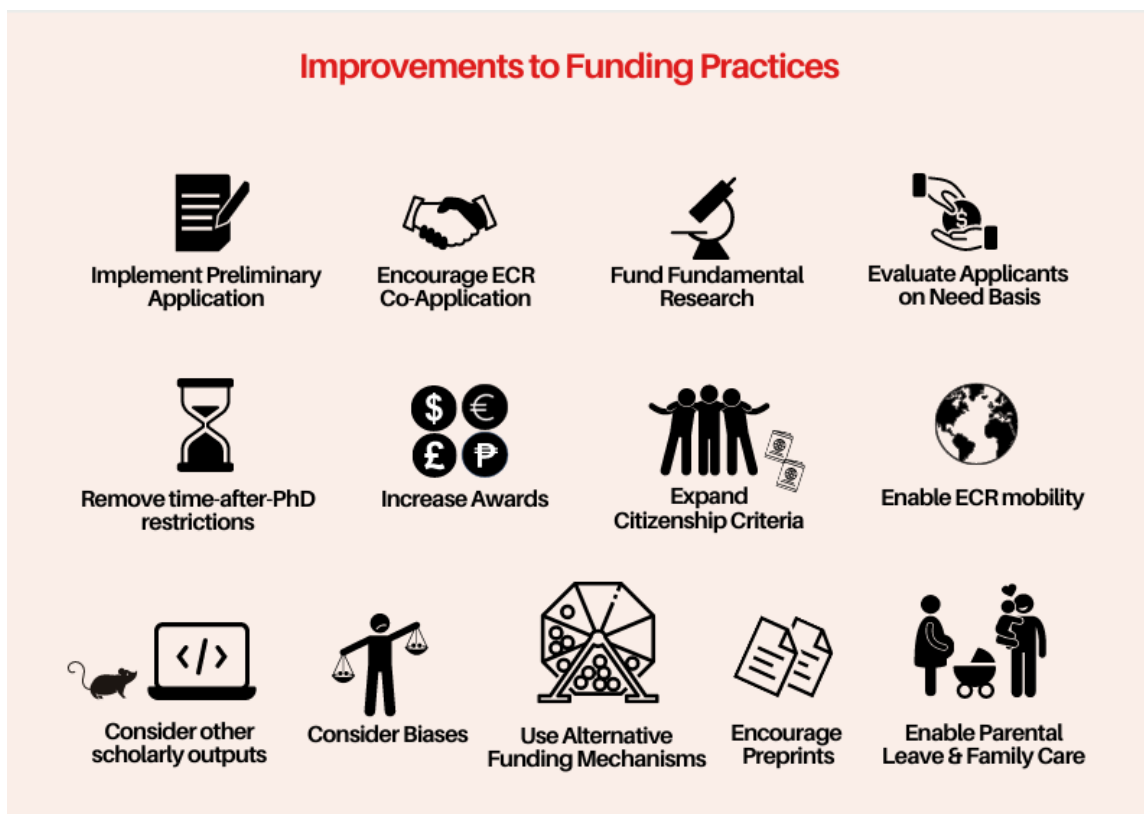 Improvements to Funding Practices
Implement Preliminary
Application
Encourage ECR
Co-Application
Fund Fundamental
Research
Evaluate Applicants
on Need Basis
$
Remove time-after-PhD
restrictions
$ €
£ ₱
Increase Awards
Expand
Citizenship Criteria
Enable ECR mobility
</>
Consider other
scholarly outputs
Consider Biases
Use Alternative
Funding Mechanisms
Encourage
Preprints
Enable Parental
Leave & Family Care